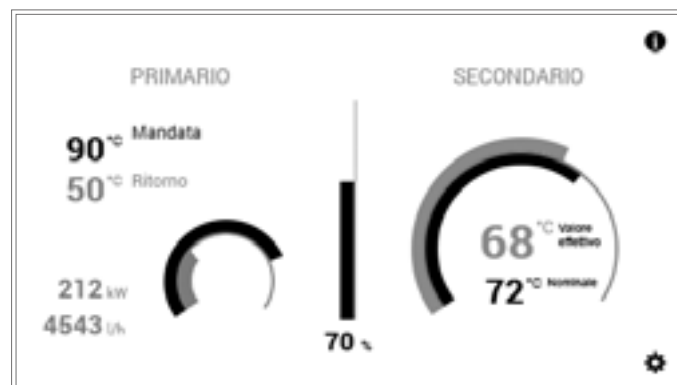 PRIMARIO
90 °C Mandata
50 °C Ritorno
212 kW
4543 l/h
70 %
SECONDARIO
68 °C Valore
effettivo
72 °C Nominale